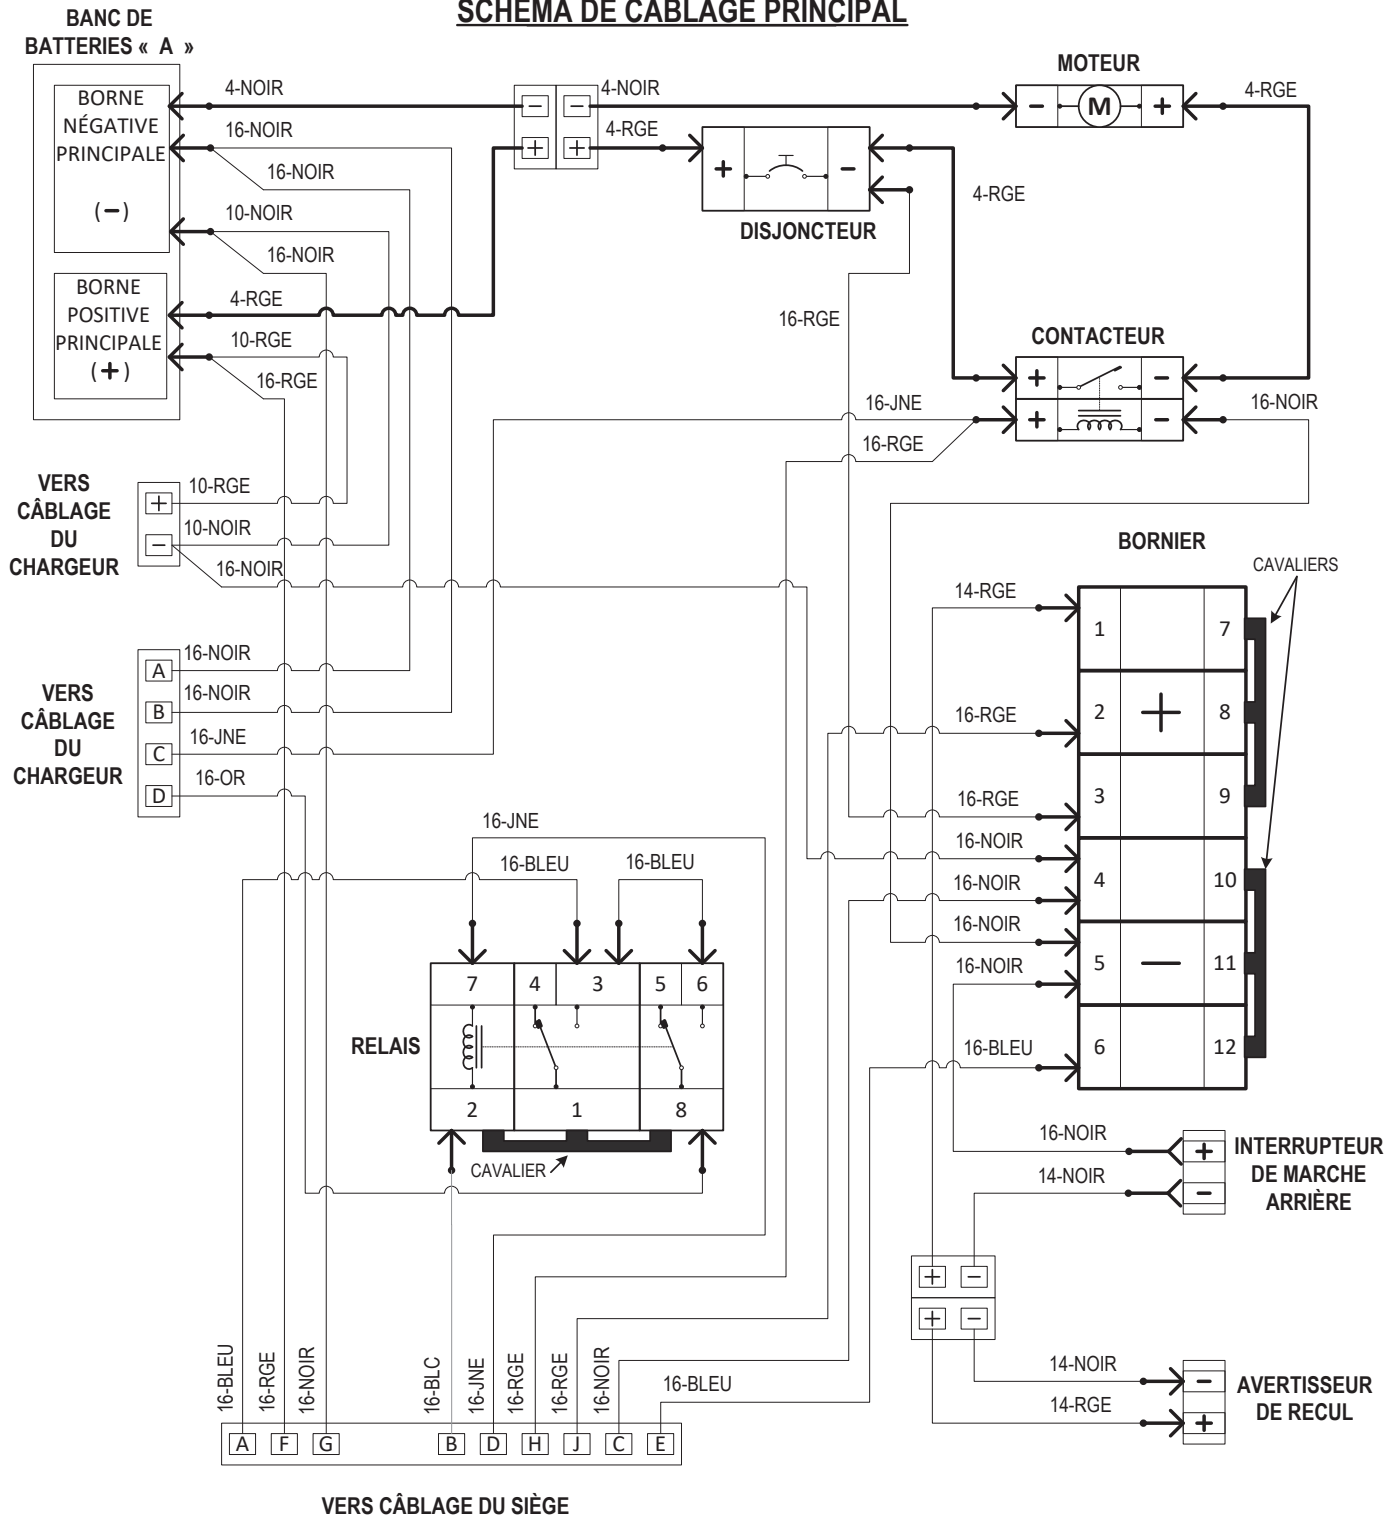 SCHÉMA DE CÂBLAGE PRINCIPAL
BANC DE
BATTERIES « A »
BORNE
NÉGATIVE
PRINCIPALE
(−)
BORNE
POSITIVE
PRINCIPALE
(+)
4-NOIR
16-NOIR
16-NOIR
10-NOIR
16-NOIR
4-RGE
10-RGE
16-RGE
−
−
+
+
4-NOIR
4-RGE
+
−
DISJONCTEUR
MOTEUR
−
M
+
4-RGE
4-RGE
16-RGE
CONTACTEUR
+
−
+
−
16-JNE
16-RGE
16-NOIR
VERS
CÂBLAGE
DU
CHARGEUR
+
−
10-RGE
10-NOIR
16-NOIR
VERS
CÂBLAGE
DU
CHARGEUR
A
B
C
D
16-NOIR
16-NOIR
16-JNE
16-OR
BORNIER
CAVALIERS
14-RGE
16-RGE
16-RGE
16-NOIR
16-NOIR
16-NOIR
16-NOIR
16-BLEU
1
7
2
+
8
3
9
4
10
5
−
11
6
12
16-JNE
16-BLEU
16-BLEU
RELAIS
7
4
3
5
6
2
1
8
CAVALIER
16-NOIR
14-NOIR
+
−
INTERRUPTEUR
DE MARCHE
ARRIÈRE
+
−
+
−
14-NOIR
14-RGE
−
+
AVERTISSEUR
DE RECUL
16-BLEU
16-RGE
16-NOIR
16-BLC
16-JNE
16-RGE
16-RGE
16-NOIR
16-BLEU
A
F
G
B
D
H
J
C
E
VERS CÂBLAGE DU SIÈGE